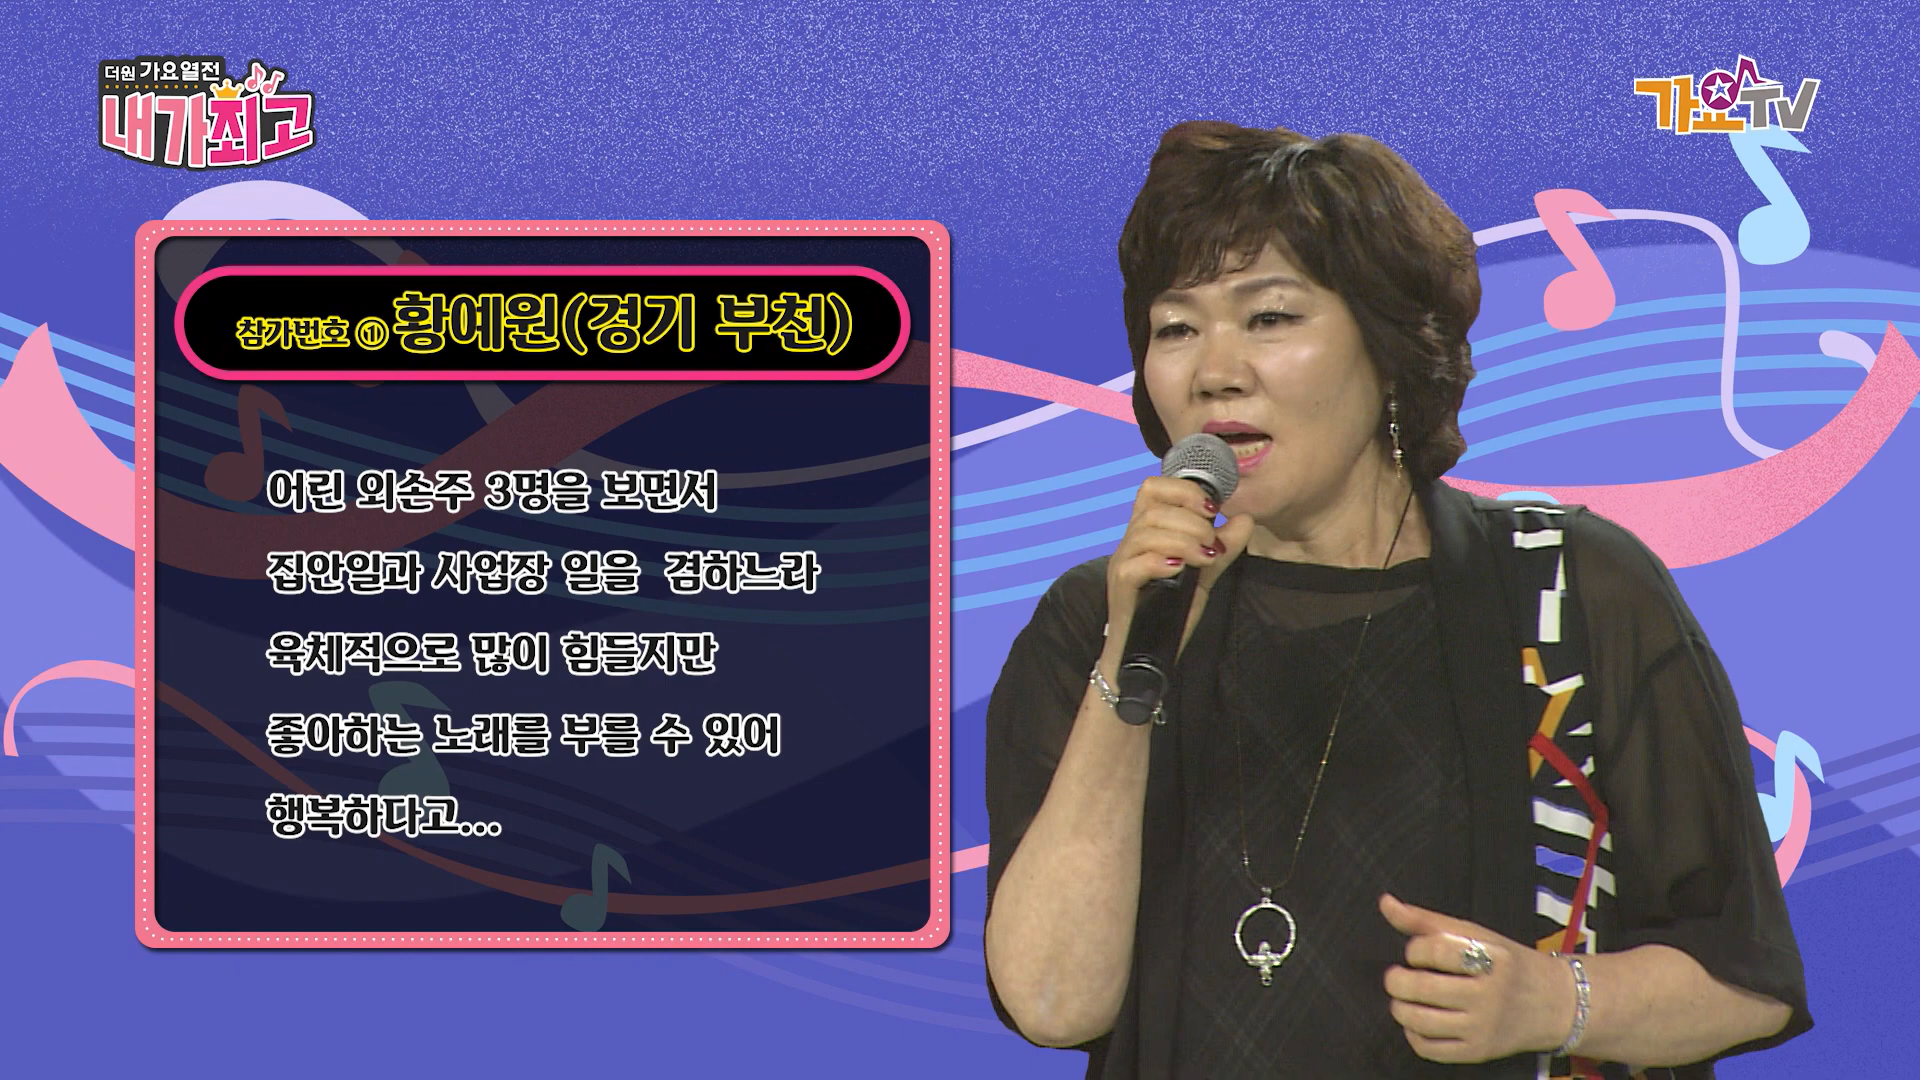 더원 가요열전
내가최고
가요TV
참가번호 ⑪ 황예원(경기 부천)
어린 외손주 3명을 보면서
집안일과 사업장 일을 겸하느라
육체적으로 많이 힘들지만
좋아하는 노래를 부를 수 있어
행복하다고...